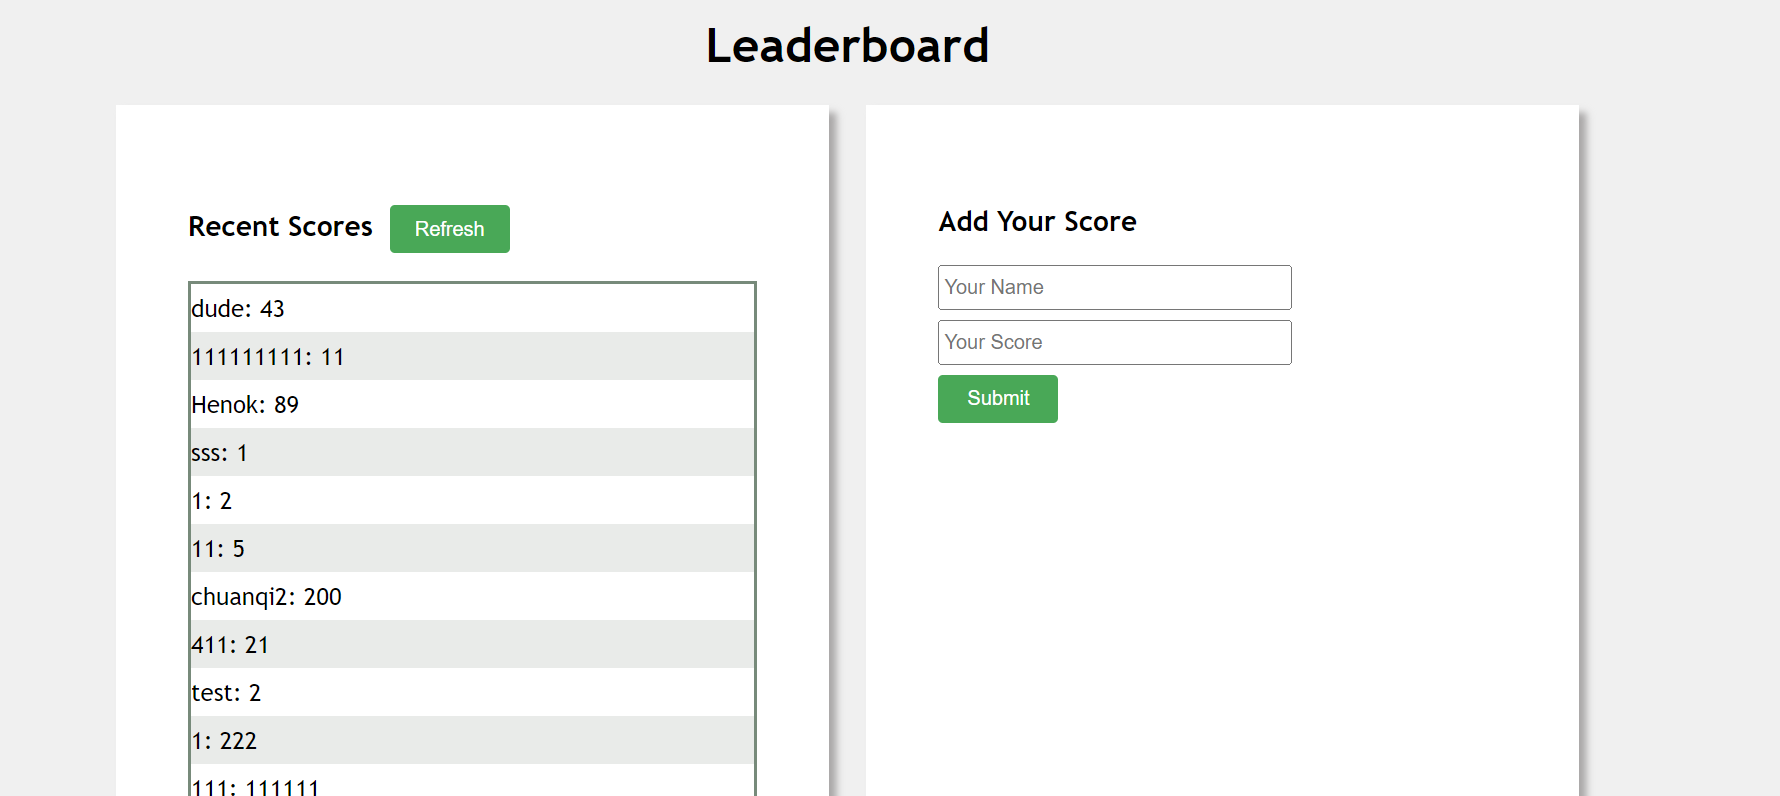 Leaderboard
Recent Scores
Refresh
dude: 43
111111111: 11
Henok: 89
sss: 1
1: 2
11: 5
chuanqi2: 200
411: 21
test: 2
1: 222
111: 111111
Add Your Score
Your Name
Your Score
Submit